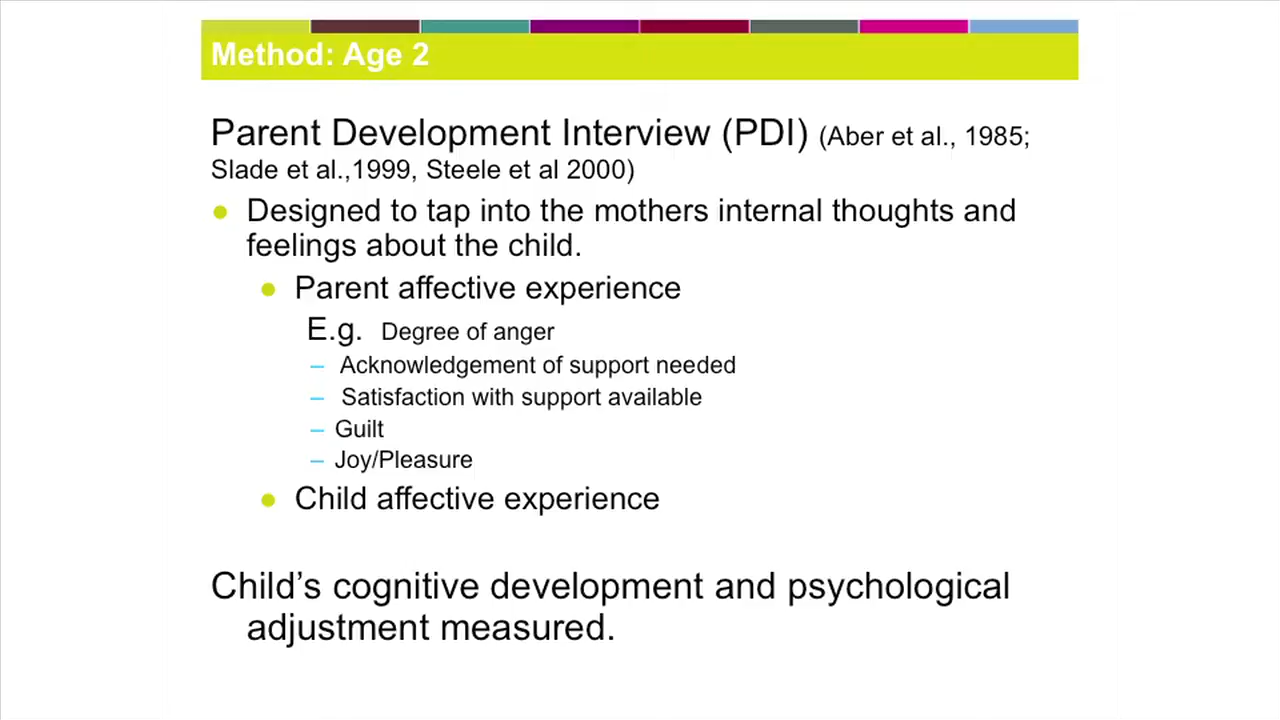 Method: Age 2
Parent Development Interview (PDI) (Aber et al., 1985;
Slade et al.,1999, Steele et al 2000)
● Designed to tap into the mothers internal thoughts and
feelings about the child.
● Parent affective experience
E.g. Degree of anger
– Acknowledgement of support needed
– Satisfaction with support available
– Guilt
– Joy/Pleasure
● Child affective experience
Child’s cognitive development and psychological
adjustment measured.